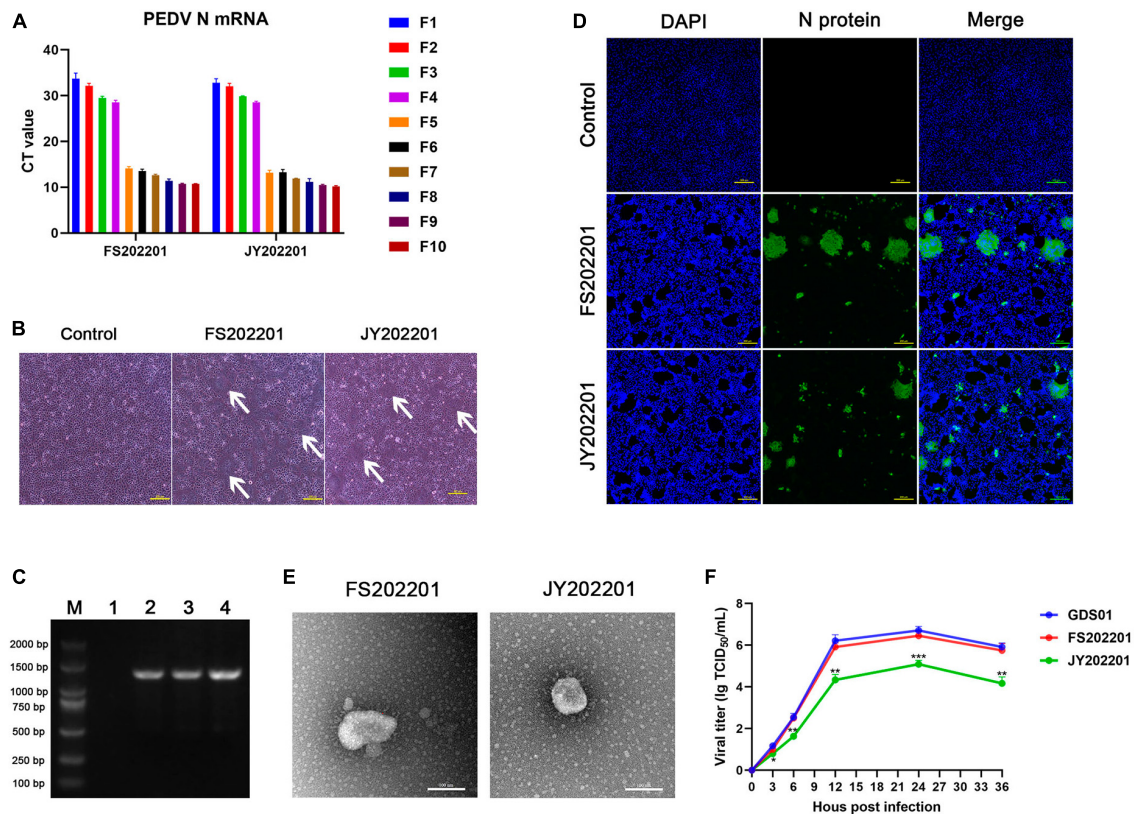 A
PEDV N mRNA
CT value
40
30
20
10
0
FS202201
JY202201
F1
F2
F3
F4
F5
F6
F7
F8
F9
F10
B
Control
FS202201
JY202201
C
M 1 2 3 4
2000 bp
1500 bp
1000 bp
750 bp
500 bp
250 bp
100 bp
D
DAPI N protein Merge
Control
FS202201
JY202201
E
FS202201
JY202201
F
Viral titer (lg TCID50/mL)
8
6
4
2
0
* ** ** *** **
0 3 6 9 12 15 18 21 24 27 30 33 36
Hous post infection
GDS01
FS202201
JY202201